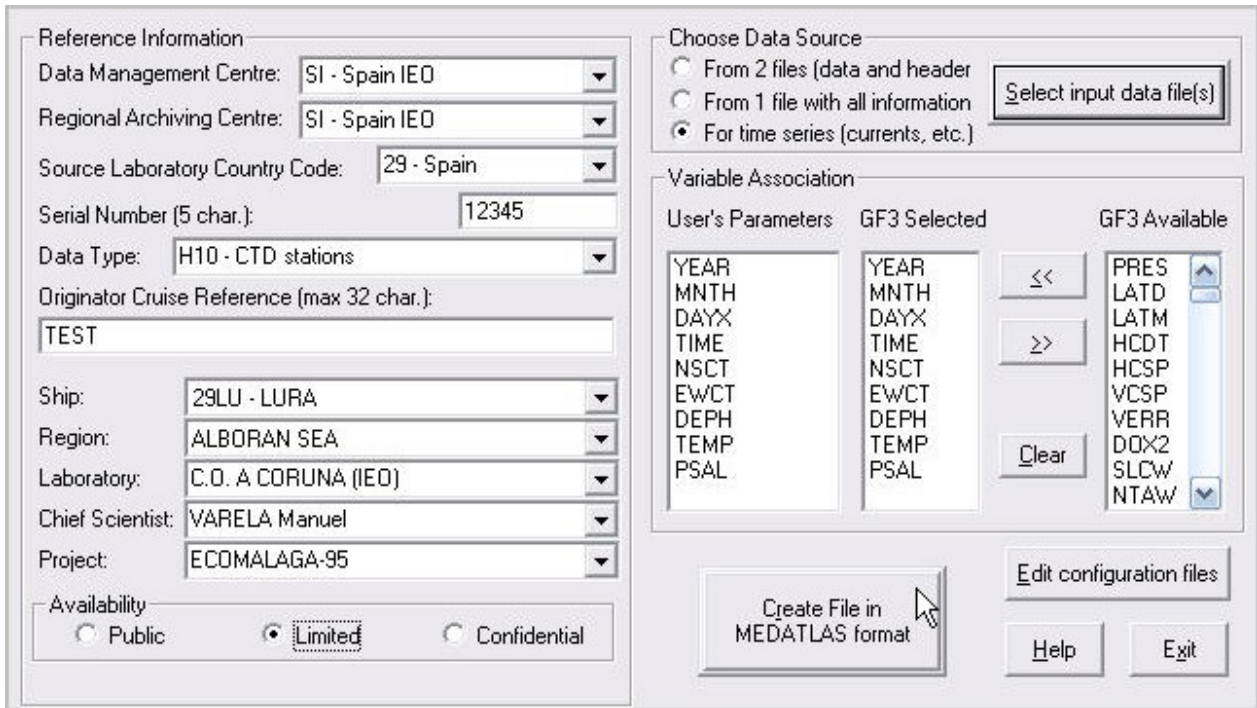 Reference Information
Data Management Centre: SI - Spain IEO
Regional Archiving Centre: SI - Spain IEO
Source Laboratory Country Code: 29 - Spain
Serial Number (5 char.): 12345
Data Type: H10 - CTD stations
Originator Cruise Reference (max 32 char.):
TEST
Ship: 29LU - LURA
Region: ALBORAN SEA
Laboratory: C.O. A CORUNA (IEO)
Chief Scientist: VARELA Manuel
Project: ECOMALAGA-95
Availability
Public Limited Confidential
Choose Data Source
From 2 files (data and header
From 1 file with all information
For time series (currents, etc.)
Select input data file(s)
Variable Association
User's Parameters GF3 Selected GF3 Available
YEAR YEAR << PRES
MNTH MNTH LATD
DAYX DAYX LATM
TIME TIME >> HCDT
NSCT NSCT HCSP
EWCT EWCT VCSP
DEPH DEPH VERR
TEMP TEMP Clear DOX2
PSAL PSAL SLCW
NTAW
Create File in
MEDATLAS format
Edit configuration files
Help Exit